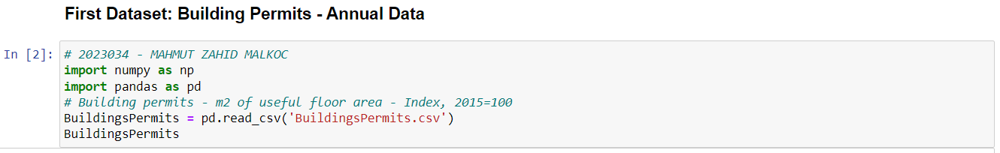 First Dataset: Building Permits - Annual Data
In [2]: # 2023034 - MAHMUT ZAHID MALKOC
import numpy as np
import pandas as pd
# Building permits - m2 of useful floor area - Index, 2015=100
BuildingsPermits = pd.read_csv('BuildingsPermits.csv')
BuildingsPermits